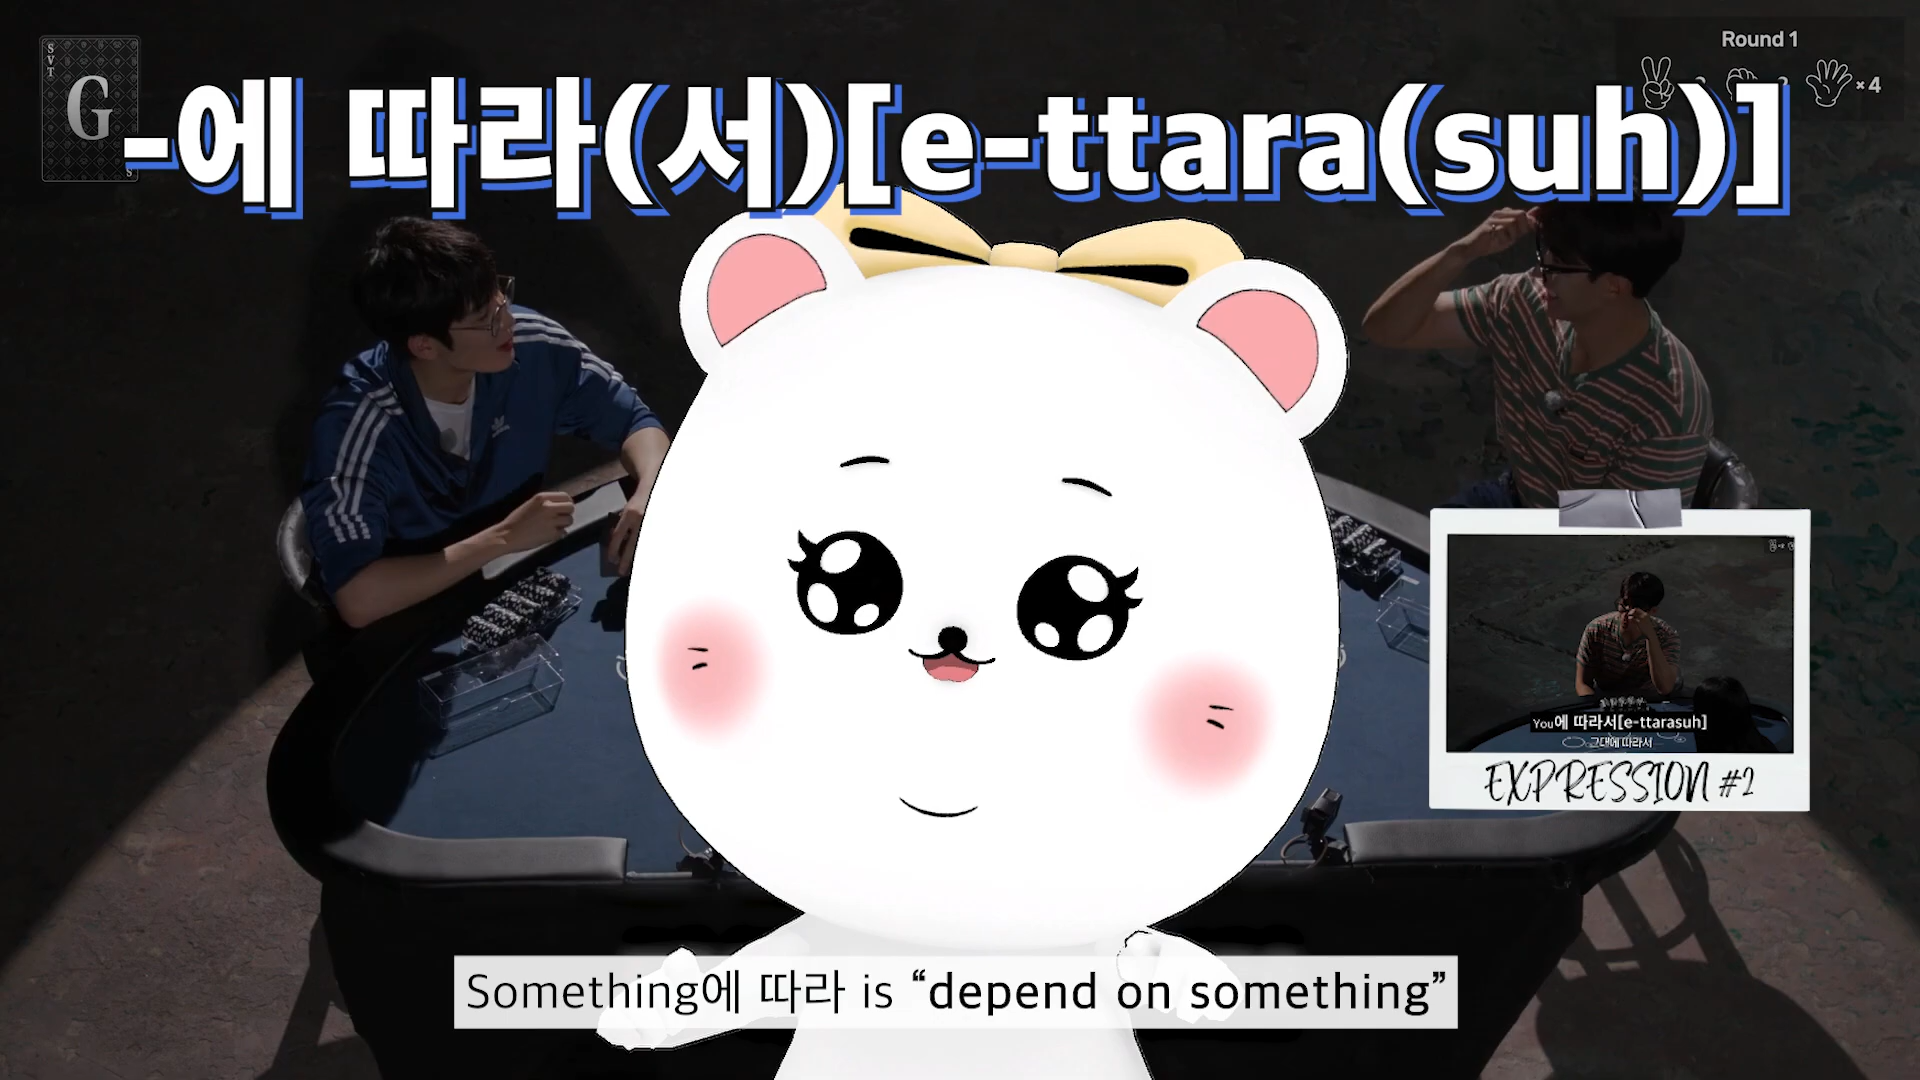 SVT
G
S
Round 1
×4
-에 따라(서)[e-ttara(suh)]
You에 따라서[e-ttarasuh]
그대에 따라서
EXPRESSION #2
Something에 따라 is “depend on something”